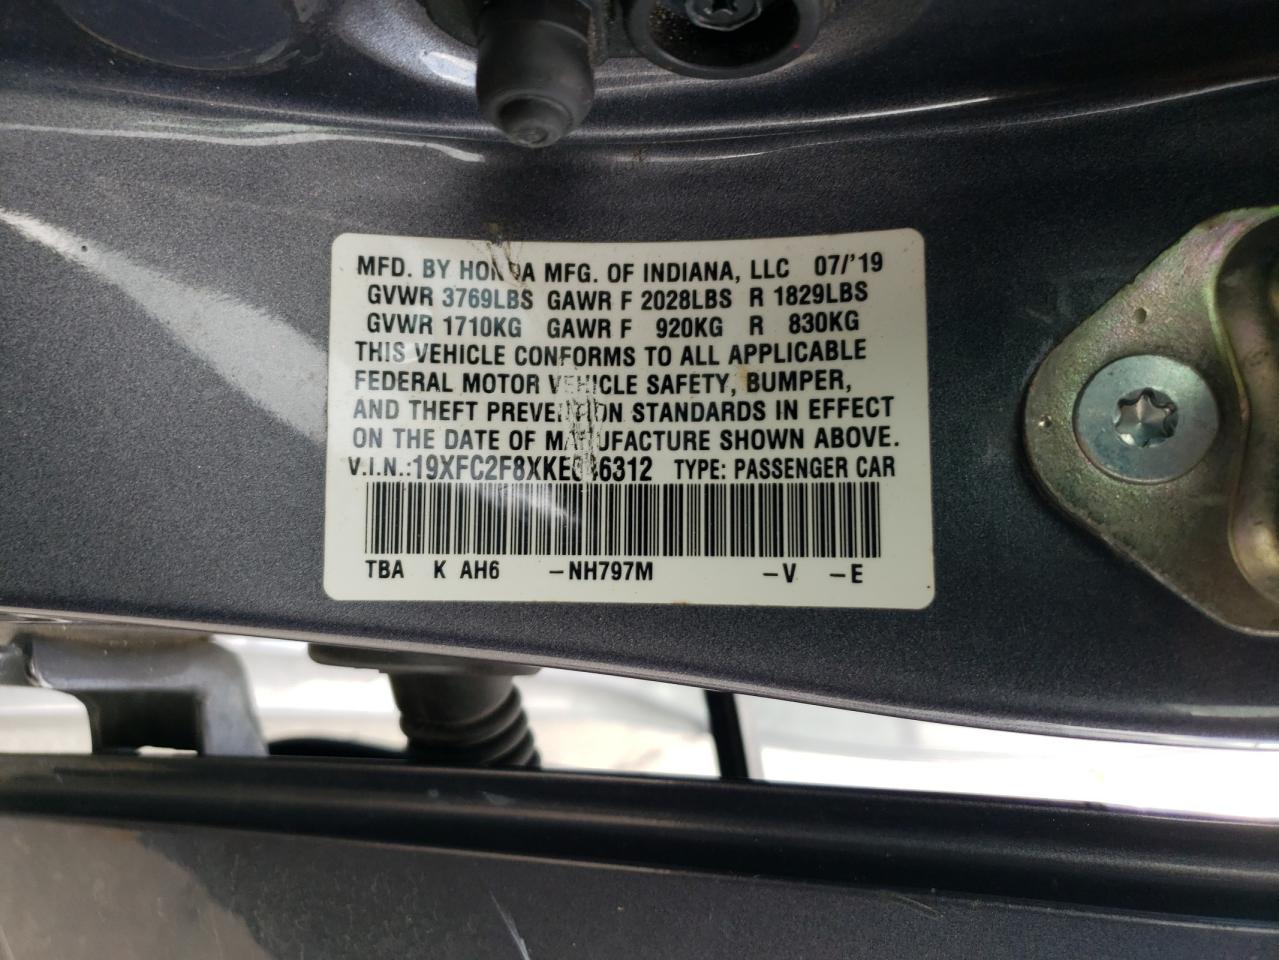 MFD. BY HONDA MFG. OF INDIANA, LLC 07/'19
GVWR 3769LBS GAWR F 2028LBS R 1829LBS
GVWR 1710KG GAWR F 920KG R 830KG
THIS VEHICLE CONFORMS TO ALL APPLICABLE
FEDERAL MOTOR VEHICLE SAFETY, BUMPER,
AND THEFT PREVENTION STANDARDS IN EFFECT
ON THE DATE OF MANUFACTURE SHOWN ABOVE.
V.I.N.: TYPE: PASSENGER CAR
TBA K AH6 -NH797M -V -E